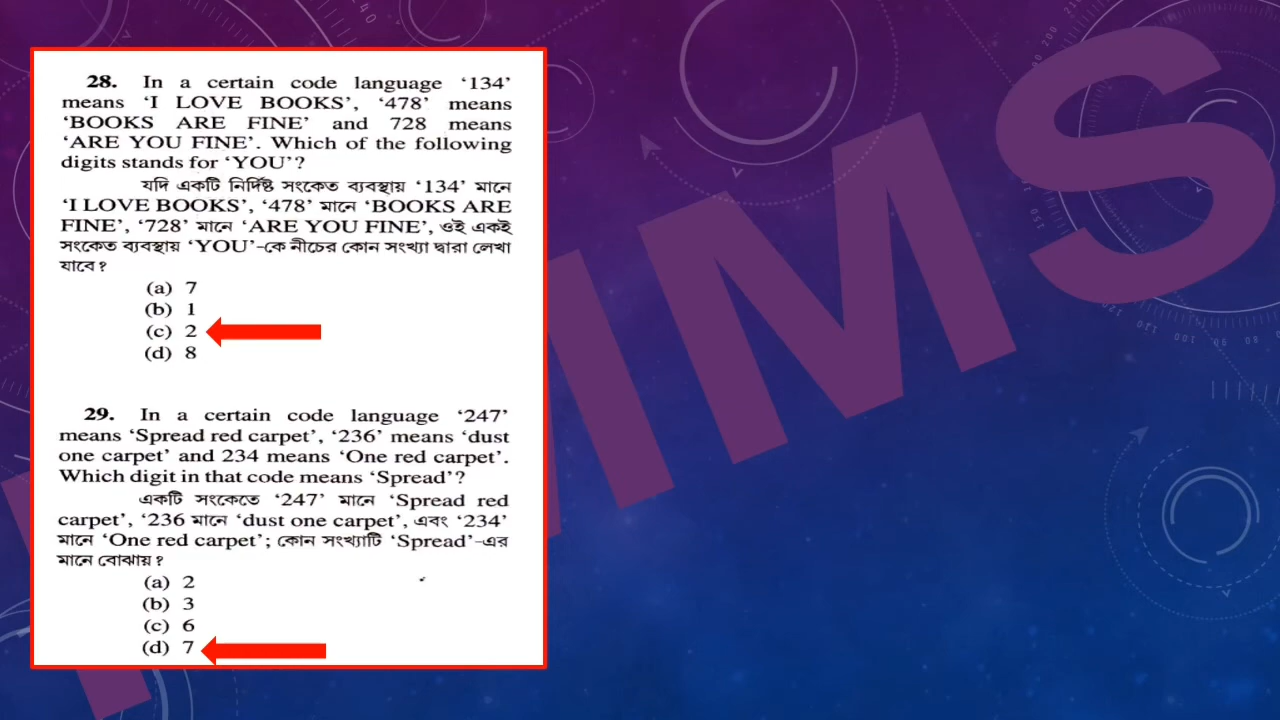 28. In a certain code language ‘134’
means ‘I LOVE BOOKS’, ‘478’ means
‘BOOKS ARE FINE’ and 728 means
‘ARE YOU FINE’. Which of the following
digits stands for ‘YOU’?
যদি একটি নির্দিষ্ট সংকেত ব্যবস্থায় ‘134’ মানে
‘I LOVE BOOKS’, ‘478’ মানে ‘BOOKS ARE
FINE’, ‘728’ মানে ‘ARE YOU FINE’, ওই একই
সংকেত ব্যবস্থায় ‘YOU’-কে নীচের কোন সংখ্যা দ্বারা লেখা
যাবে?
(a) 7
(b) 1
(c) 2
(d) 8
29. In a certain code language ‘247’
means ‘Spread red carpet’, ‘236’ means ‘dust
one carpet’ and 234 means ‘One red carpet’.
Which digit in that code means ‘Spread’?
একটি সংকেতে ‘247’ মানে ‘Spread red
carpet’, ‘236 মানে ‘dust one carpet’, এবং ‘234’
মানে ‘One red carpet’; কোন সংখ্যাটি ‘Spread’-এর
মানে বোঝায়?
(a) 2
(b) 3
(c) 6
(d) 7